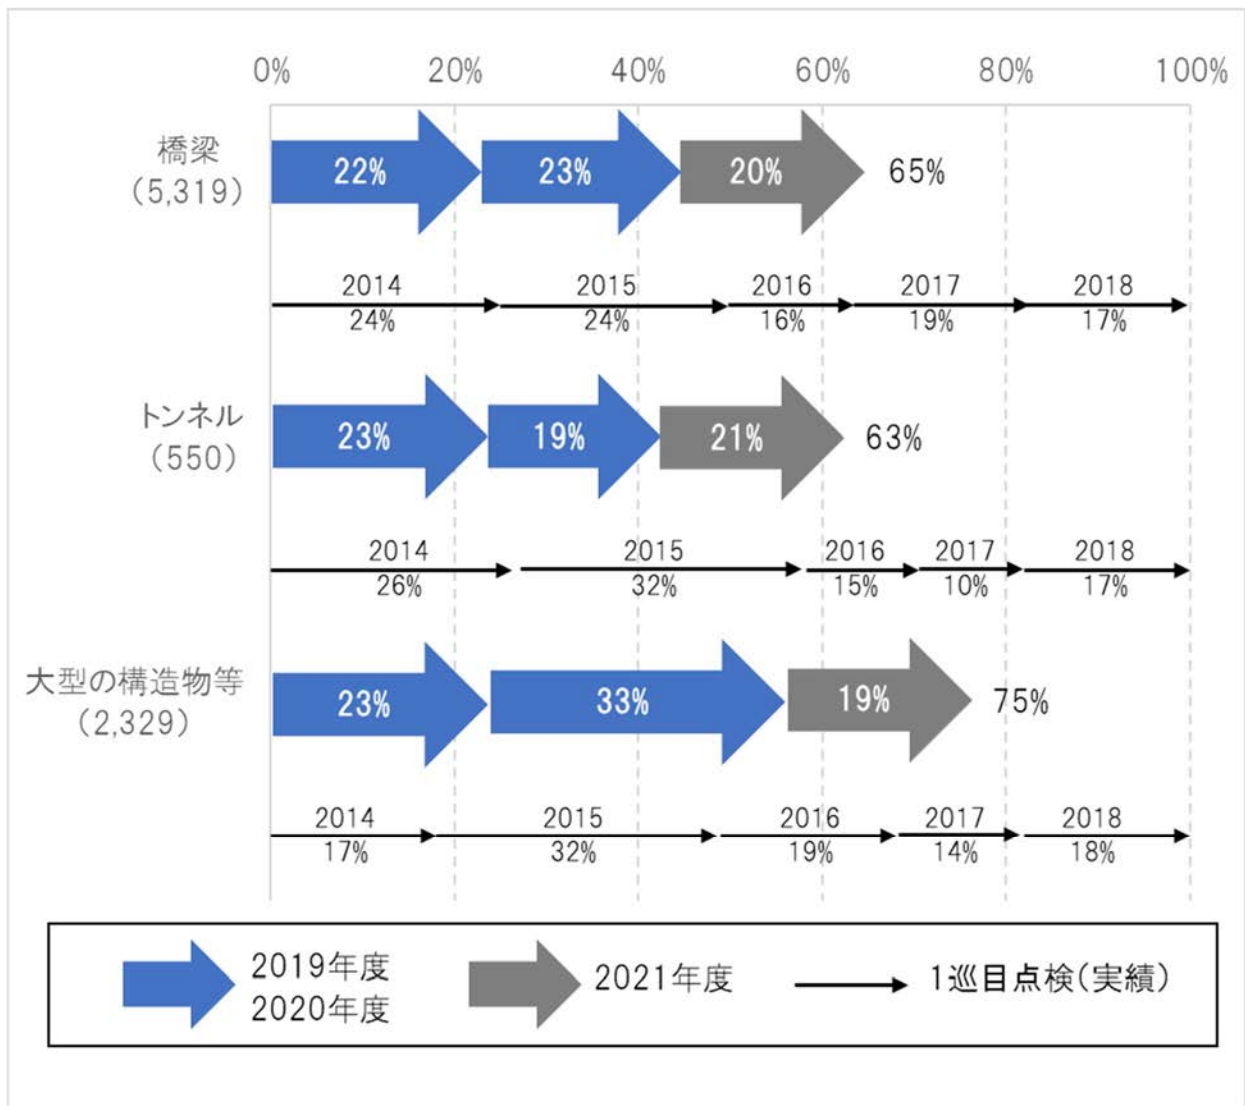 0% 20% 40% 60% 80% 100%
橋梁
(5,319)
22% 23% 20% 65%
2014 2015 2016 2017 2018
24% 24% 16% 19% 17%
トンネル
(550)
23% 19% 21% 63%
2014 2015 2016 2017 2018
26% 32% 15% 10% 17%
大型の構造物等
(2,329)
23% 33% 19% 75%
2014 2015 2016 2017 2018
17% 32% 19% 14% 18%
2019年度
2020年度
2021年度
1巡目点検(実績)